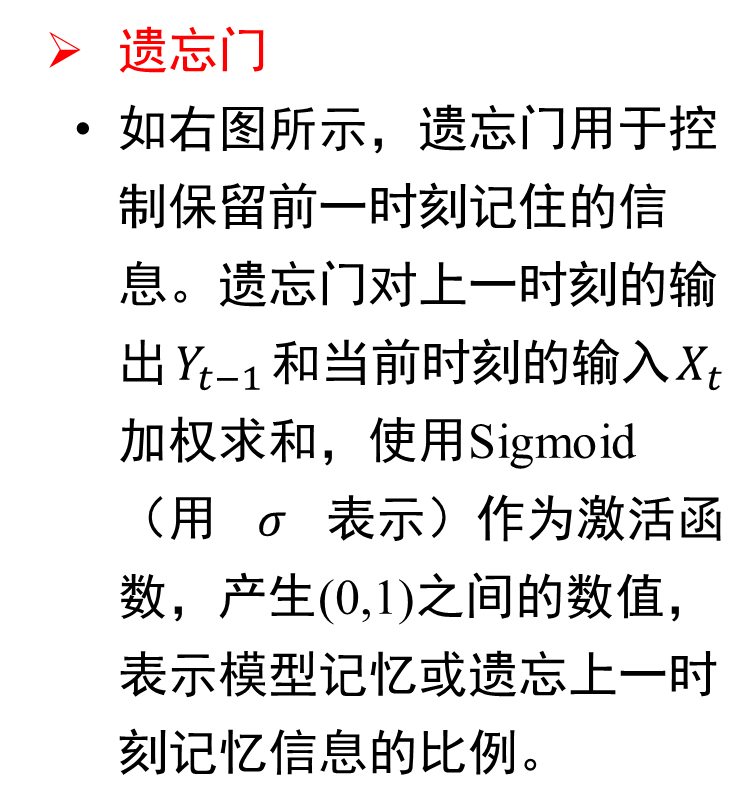 ➢ 遗忘门
• 如右图所示，遗忘门用于控
制保留前一时刻记住的信
息。遗忘门对上一时刻的输
出Yₜ₋₁和当前时刻的输入Xₜ
加权求和，使用Sigmoid
（用 σ 表示）作为激活函
数，产生(0,1)之间的数值，
表示模型记忆或遗忘上一时
刻记忆信息的比例。